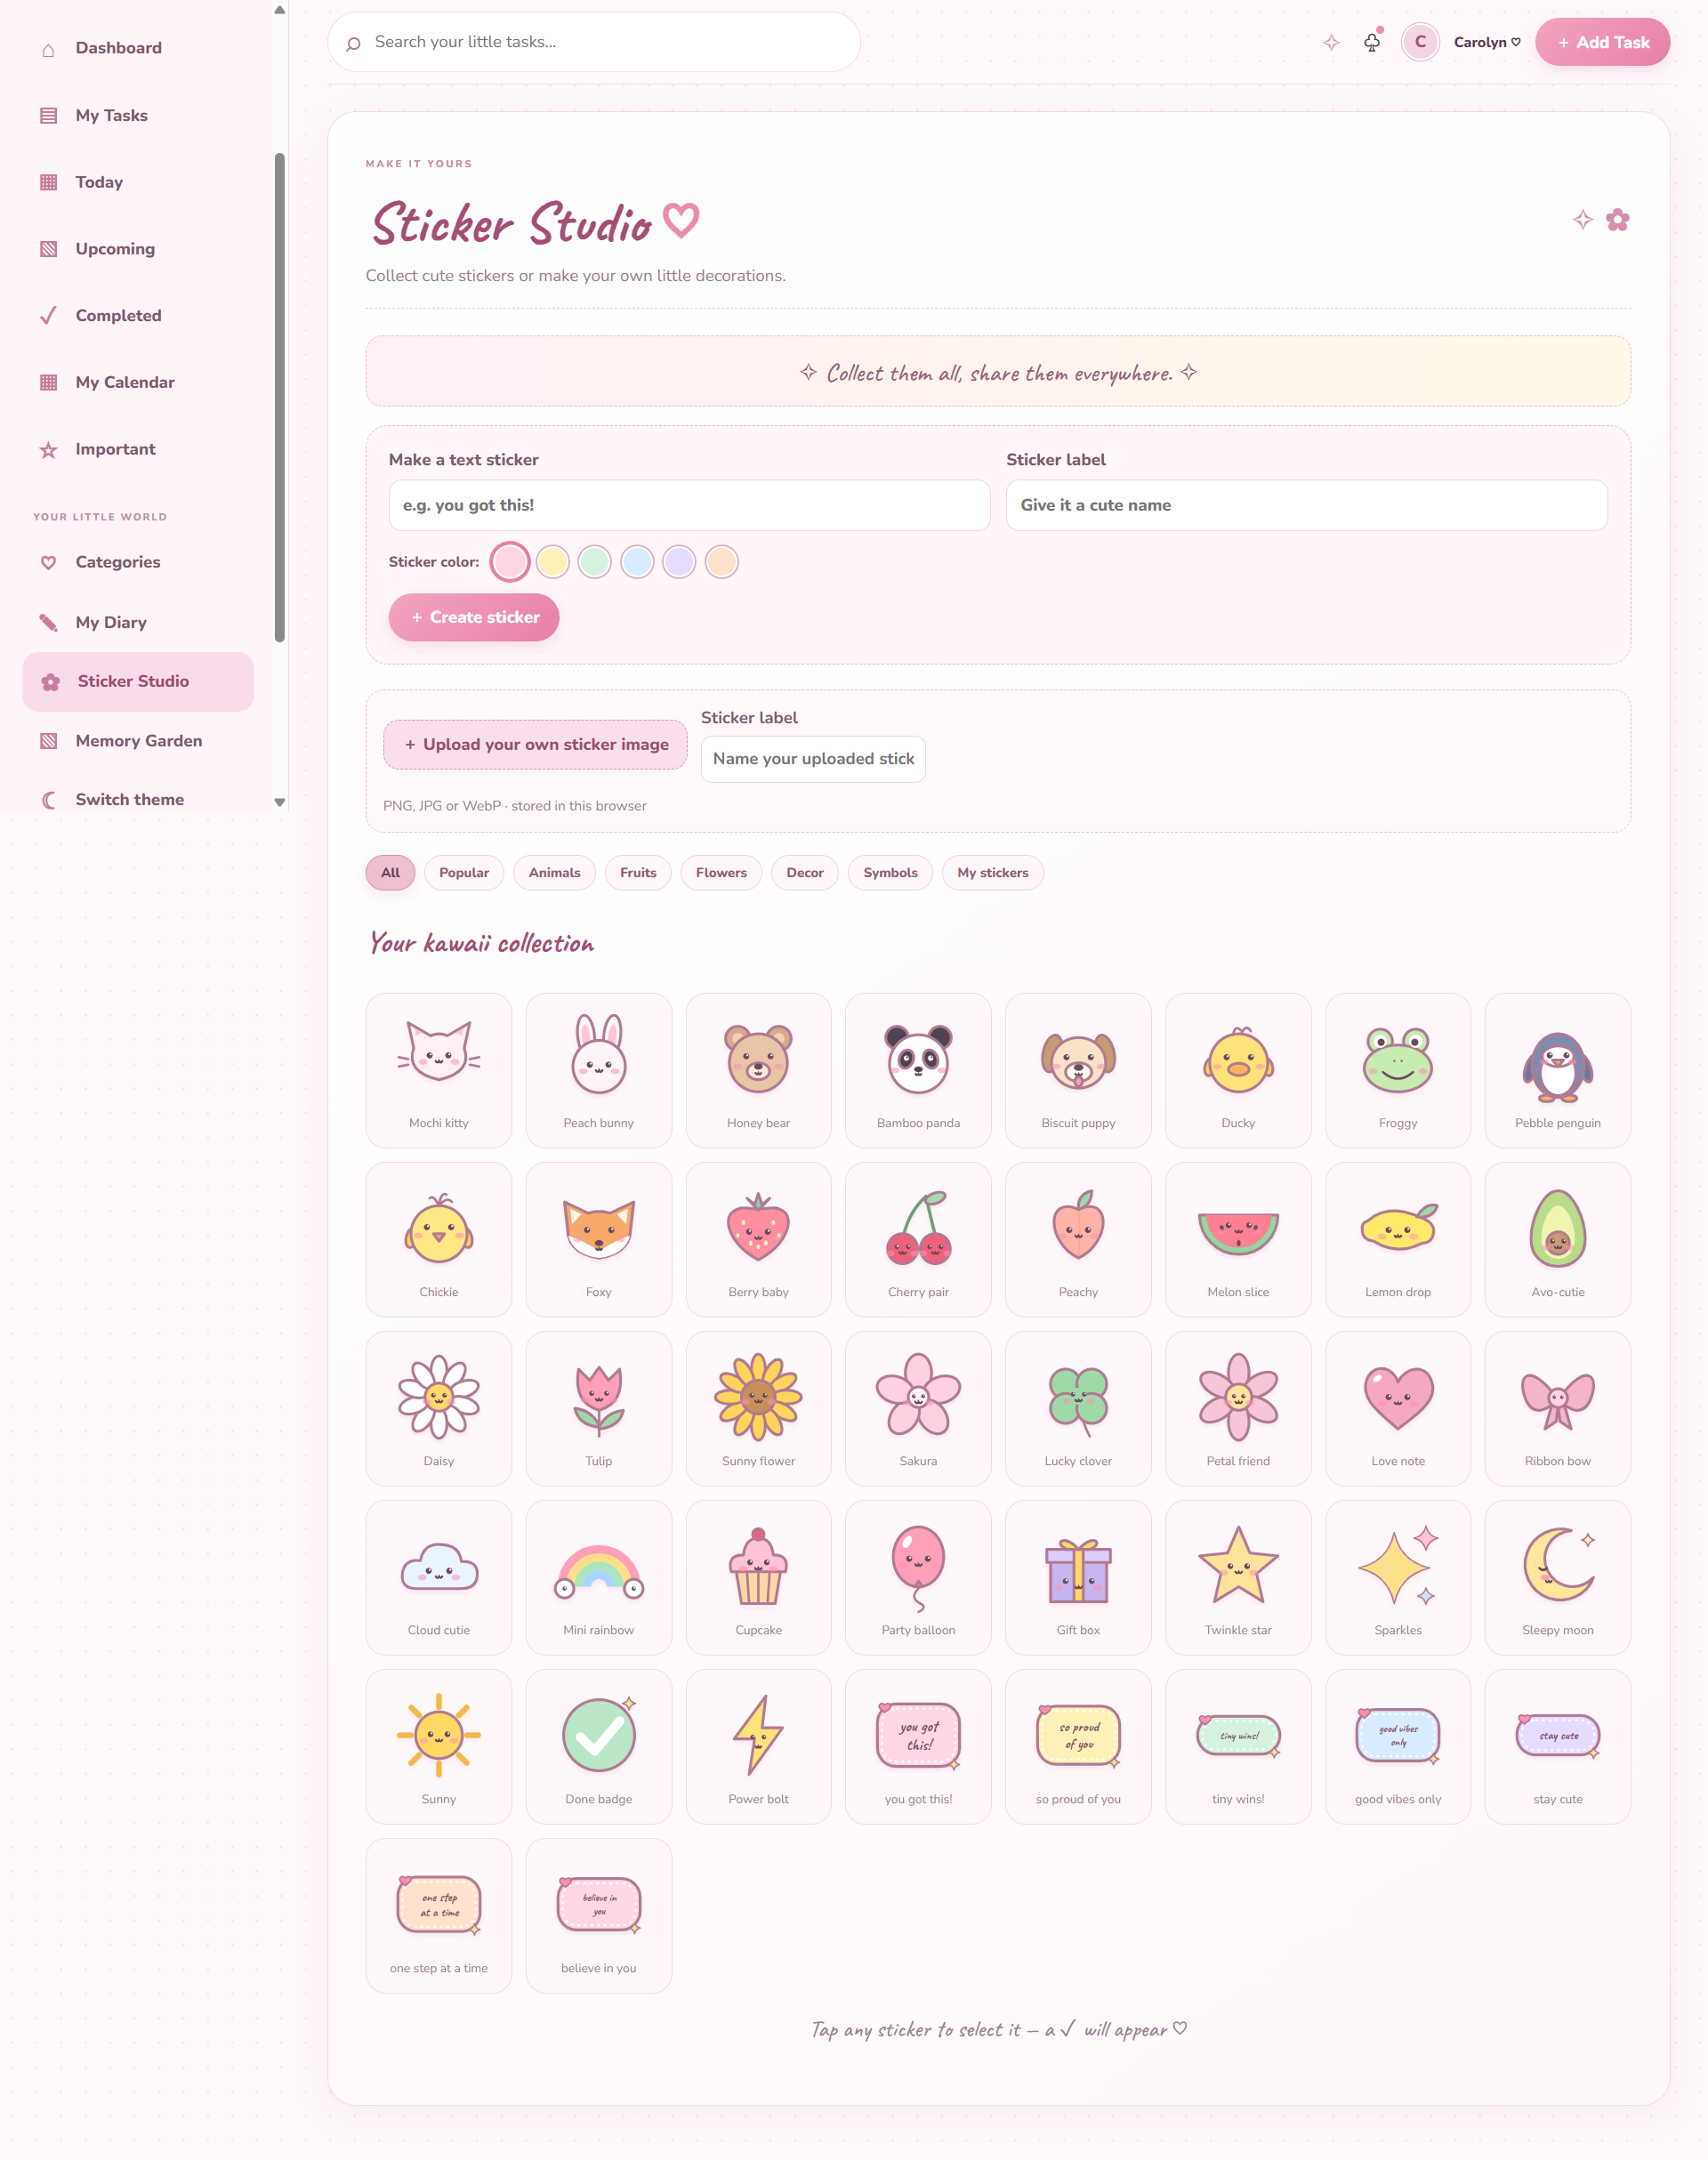 Dashboard
My Tasks
Today
Upcoming
Completed
My Calendar
Important
YOUR LITTLE WORLD
Categories
My Diary
Sticker Studio
Memory Garden
Switch theme
Search your little tasks...
C
Carolyn ♡
+ Add Task
MAKE IT YOURS
Sticker Studio ♡
Collect cute stickers or make your own little decorations.
✧ Collect them all, share them everywhere. ✧
Make a text sticker
Sticker label
e.g. you got this!
Give it a cute name
Sticker color:
+ Create sticker
+ Upload your own sticker image
Sticker label
Name your uploaded stick
PNG, JPG or WebP · stored in this browser
All
Popular
Animals
Fruits
Flowers
Decor
Symbols
My stickers
Your kawaii collection
Mochi kitty
Peach bunny
Honey bear
Bamboo panda
Biscuit puppy
Ducky
Froggy
Pebble penguin
Chickie
Foxy
Berry baby
Cherry pair
Peachy
Melon slice
Lemon drop
Avo-cutie
Daisy
Tulip
Sunny flower
Sakura
Lucky clover
Petal friend
Love note
Ribbon bow
Cloud cutie
Mini rainbow
Cupcake
Party balloon
Gift box
Twinkle star
Sparkles
Sleepy moon
Sunny
Done badge
Power bolt
you got
this!
you got this!
so proud
of you
so proud of you
tiny wins!
tiny wins!
good vibes
only
good vibes only
stay cute
stay cute
one step
at a time
one step at a time
believe in
you
believe in you
Tap any sticker to select it — a ✓ will appear ♡